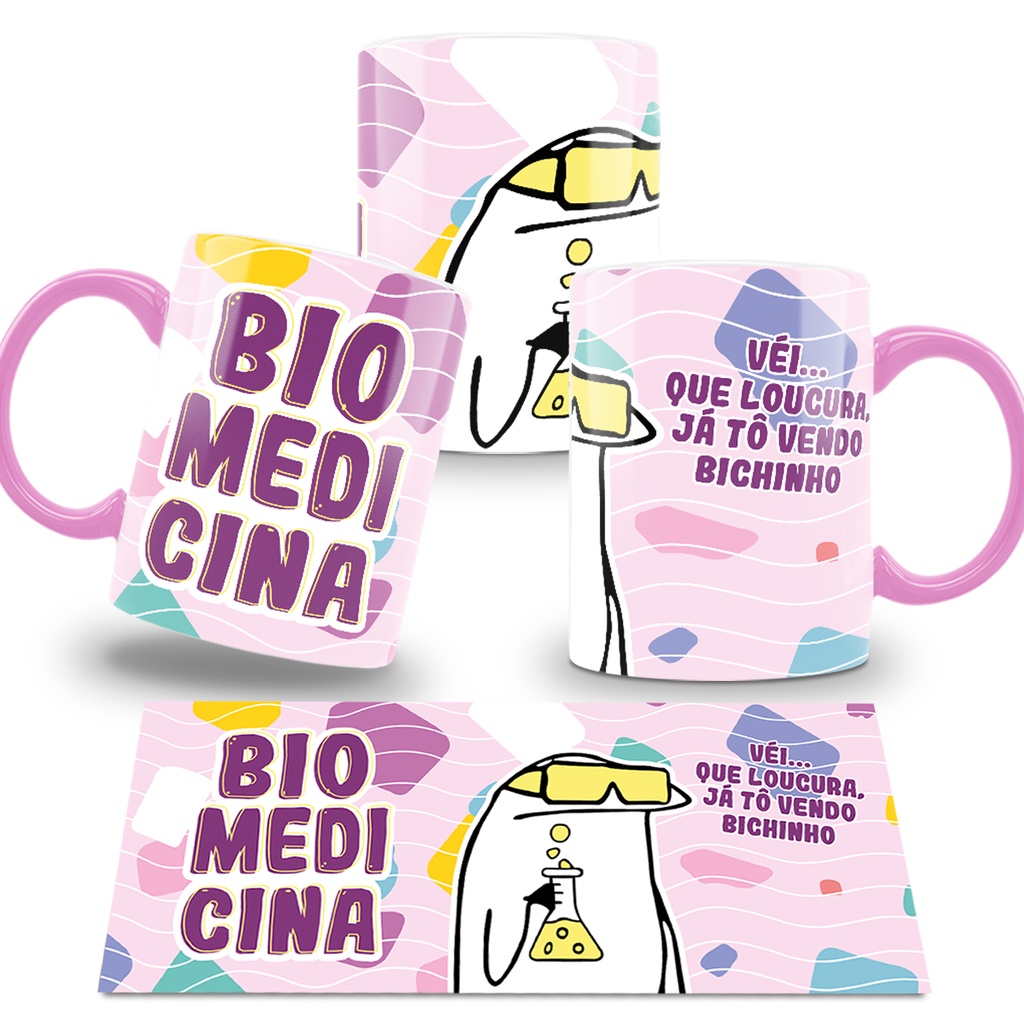 BIO
MEDI
CINA
VÉI...
QUE LOUCURA,
JÁ TÔ VENDO
BICHINHO
BIO
MEDI
CINA
VÉI...
QUE LOUCURA,
JÁ TÔ VENDO
BICHINHO